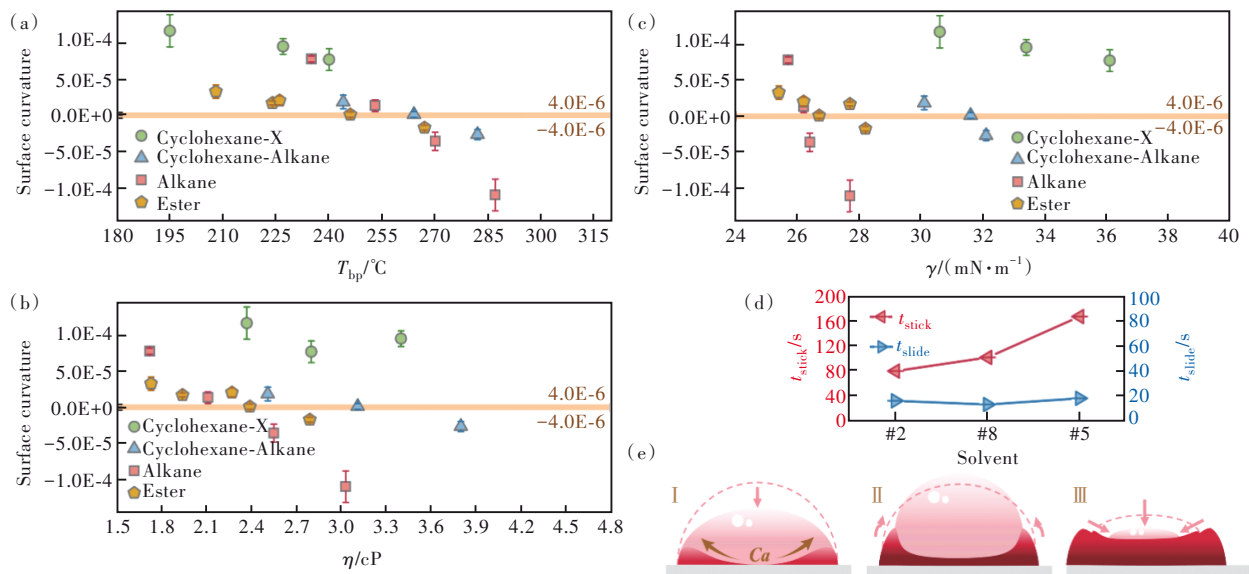 (a)
Surface curvature
1.0E-4
5.0E-5
0.0E+0
-5.0E-5
-1.0E-4
4.0E-6
−4.0E-6
Cyclohexane-X
Cyclohexane-Alkane
Alkane
Ester
180 195 210 225 240 255 270 285 300 315
T_bp/°C
(c)
Surface curvature
1.0E-4
5.0E-5
0.0E+0
-5.0E-5
-1.0E-4
4.0E-6
−4.0E-6
Cyclohexane-X
Cyclohexane-Alkane
Alkane
Ester
24 26 28 30 32 34 36 38 40
γ/(mN·m⁻¹)
(b)
Surface curvature
1.0E-4
5.0E-5
0.0E+0
-5.0E-5
-1.0E-4
4.0E-6
−4.0E-6
Cyclohexane-X
Cyclohexane-Alkane
Alkane
Ester
1.5 1.8 2.1 2.4 2.7 3.0 3.3 3.6 3.9 4.2 4.5 4.8
η/cP
(d)
t_stick/s
200
160
120
80
40
0
t_stick
t_slide
100
80
60
40
20
0
t_slide/s
#2 #8 #5
Solvent
(e)
Ⅰ Ⅱ Ⅲ
Ca